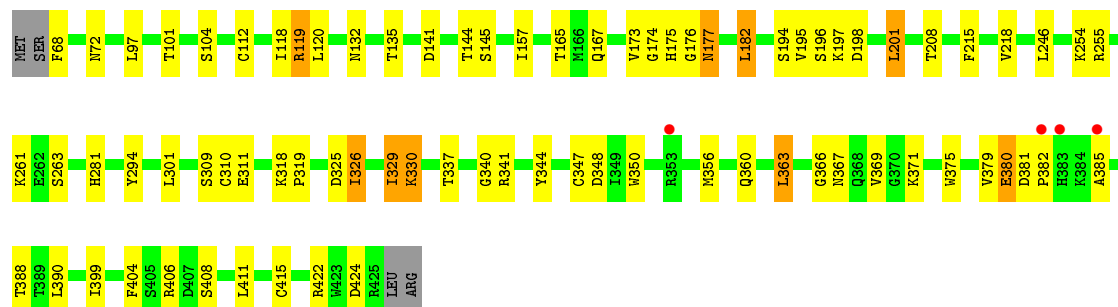 MET SER F68 N72 L97 T101 S104 C112 I118 R119 L120 N132 T135 D141 T144 S145 I157 T165 M166 Q167 V173 G174 H175 G176 N177 L182 S194 V195 S196 K197 D198 L201 T208 F215 V218 L246 K254 R255
K261 E262 S263 H281 Y294 L301 S309 C310 E311 K318 P319 D325 I326 I329 K330 T337 G340 R341 Y344 C347 D348 I349 W350 R353 M356 Q360 L363 G366 N367 Q368 V369 G370 K371 W375 V379 E380 D381 P382 H383 K384 A385
T388 T389 L390 I399 F404 S405 R406 D407 S408 L411 C415 R422 W423 D424 R425 LEU ARG